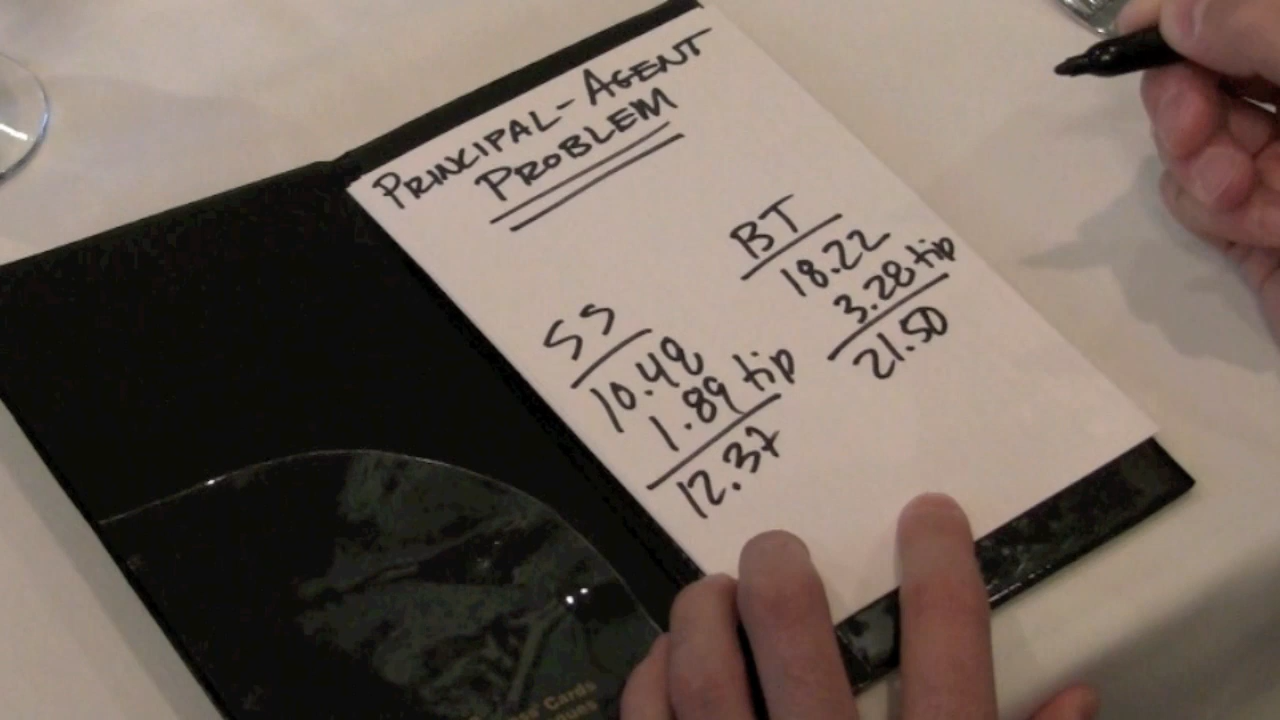 PRINCIPAL-AGENT
PROBLEM
SS
10.48
1.89 tip
12.37
BT
18.22
3.28 tip
21.50
Cards